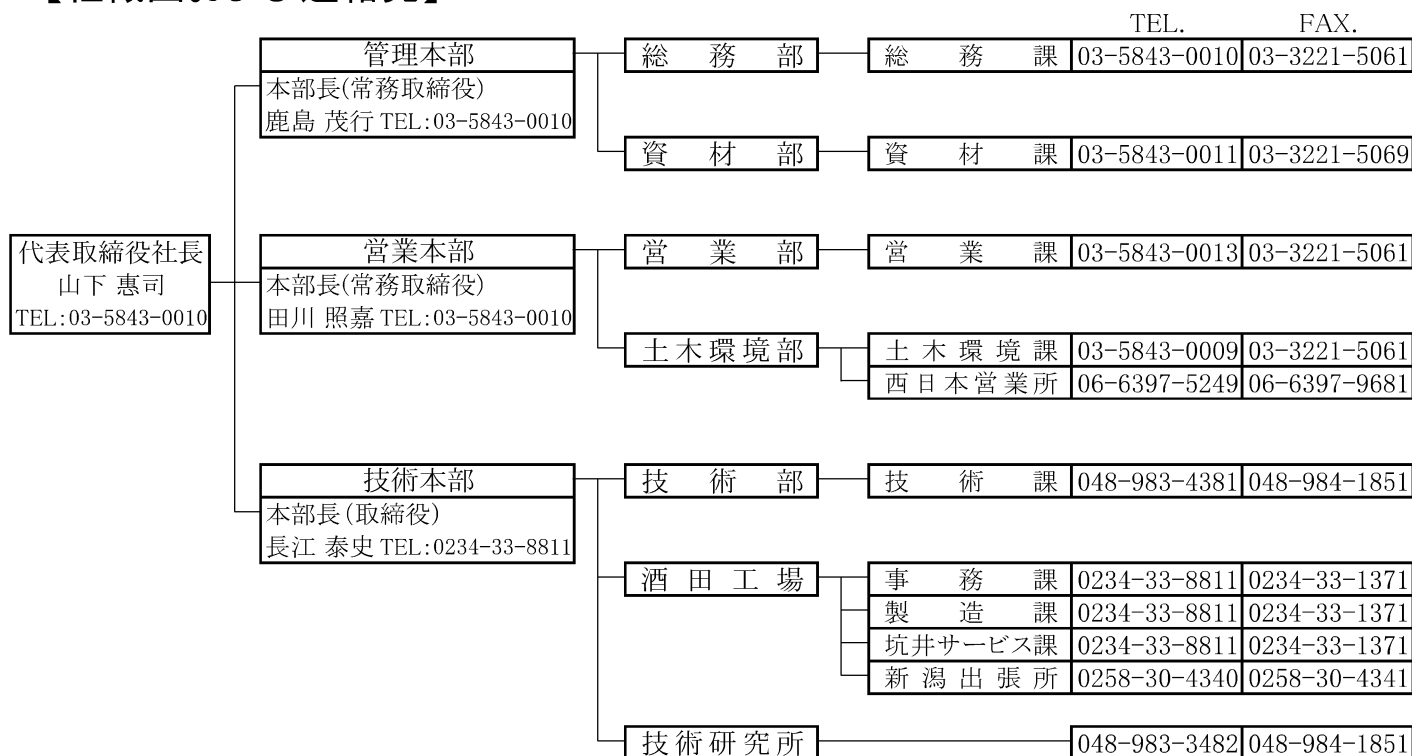 【組織図および連絡先】
TEL. FAX.
管理本部
本部長(常務取締役)
鹿島 茂行 TEL:03-5843-0010
総務部 総務課 03-5843-0010 03-3221-5061
資材部 資材課 03-5843-0011 03-3221-5069
代表取締役社長
山下 惠司
TEL:03-5843-0010
営業本部
本部長(常務取締役)
田川 照嘉 TEL:03-5843-0010
営業部 営業課 03-5843-0013 03-3221-5061
土木環境部 土木環境課 03-5843-0009 03-3221-5061
西日本営業所 06-6397-5249 06-6397-9681
技術本部
本部長(取締役)
長江 泰史 TEL:0234-33-8811
技術部 技術課 048-983-4381 048-984-1851
酒田工場 事務課 0234-33-8811 0234-33-1371
製造課 0234-33-8811 0234-33-1371
坑井サービス課 0234-33-8811 0234-33-1371
新潟出張所 0258-30-4340 0258-30-4341
技術研究所 048-983-3482 048-984-1851